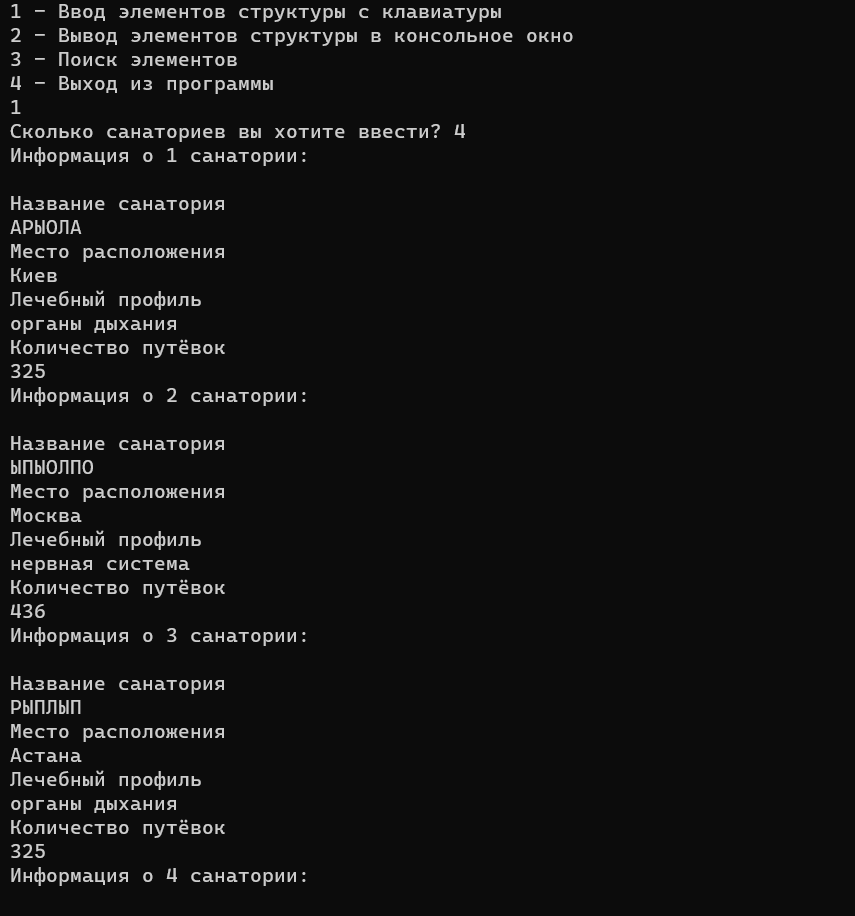 1 - Ввод элементов структуры с клавиатуры
2 - Вывод элементов структуры в консольное окно
3 - Поиск элементов
4 - Выход из программы
1
Сколько санаториев вы хотите ввести? 4
Информация о 1 санатории:
Название санатория
АРЫОЛА
Место расположения
Киев
Лечебный профиль
органы дыхания
Количество путёвок
325
Информация о 2 санатории:
Название санатория
ЫПЫОЛПО
Место расположения
Москва
Лечебный профиль
нервная система
Количество путёвок
436
Информация о 3 санатории:
Название санатория
РЫПЛЫП
Место расположения
Астана
Лечебный профиль
органы дыхания
Количество путёвок
325
Информация о 4 санатории: